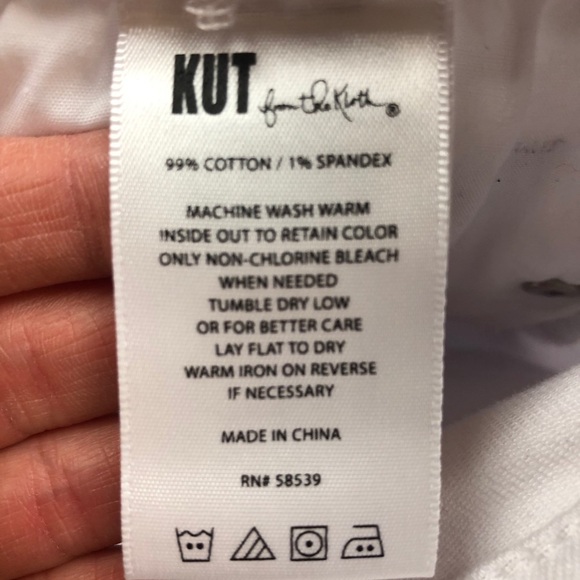 KUT from the Kloth®
99% COTTON / 1% SPANDEX
MACHINE WASH WARM
INSIDE OUT TO RETAIN COLOR
ONLY NON-CHLORINE BLEACH
WHEN NEEDED
TUMBLE DRY LOW
OR FOR BETTER CARE
LAY FLAT TO DRY
WARM IRON ON REVERSE
IF NECESSARY
MADE IN CHINA
RN# 58539